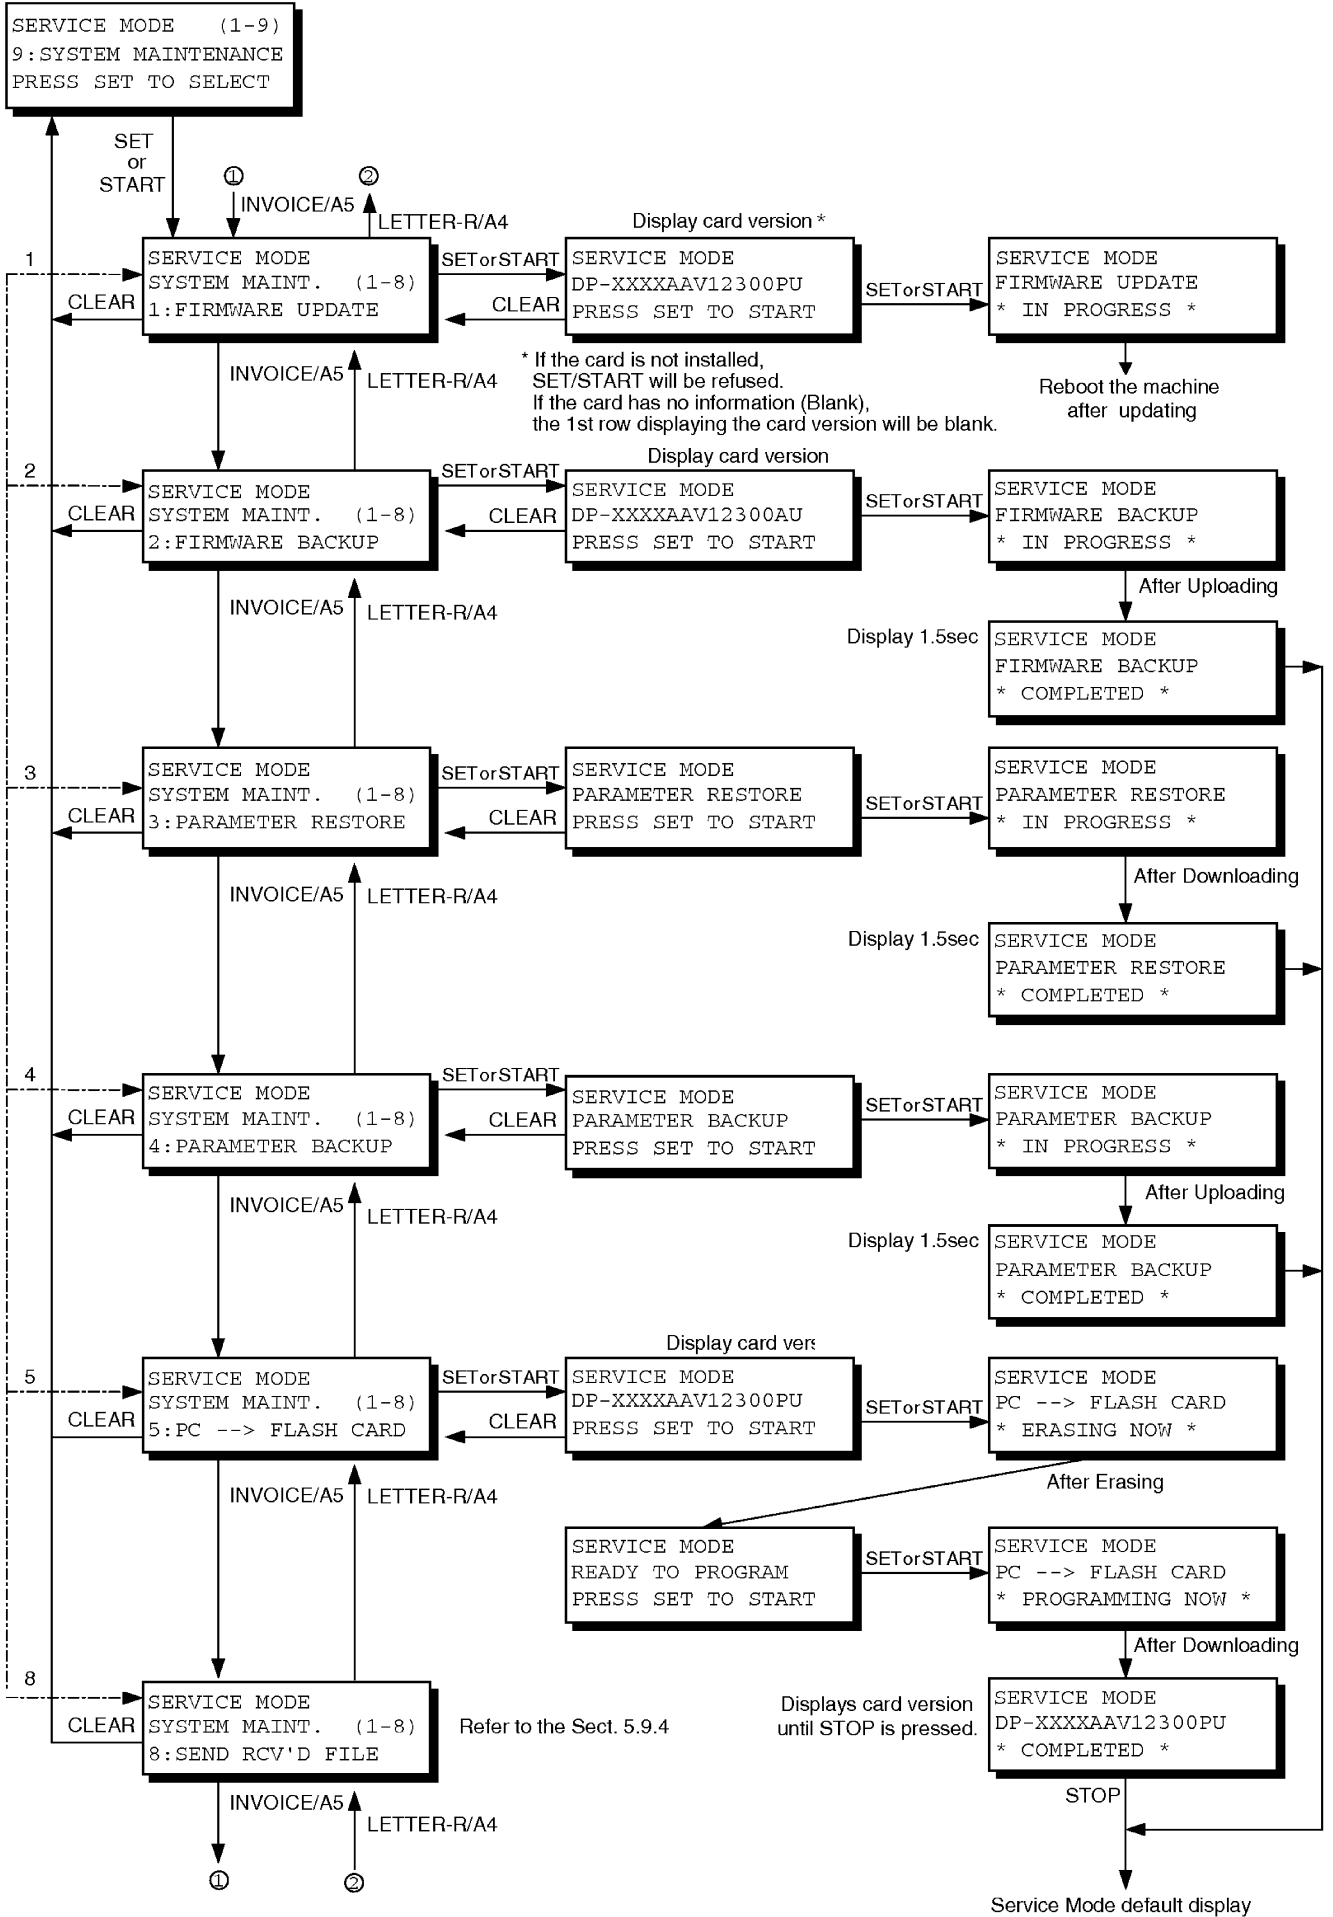 SERVICE MODE (1-9)
9:SYSTEM MAINTENANCE
PRESS SET TO SELECT
SET
or
START
①
INVOICE/A5
②
LETTER-R/A4
1
SERVICE MODE
SYSTEM MAINT. (1-8)
1:FIRMWARE UPDATE
CLEAR
SETorSTART
CLEAR
Display card version *
SERVICE MODE
DP-XXXXAAV12300PU
PRESS SET TO START
SETorSTART
SERVICE MODE
FIRMWARE UPDATE
* IN PROGRESS *
Reboot the machine
after updating
INVOICE/A5
LETTER-R/A4
* If the card is not installed,
SET/START will be refused.
If the card has no information (Blank),
the 1st row displaying the card version will be blank.
2
SERVICE MODE
SYSTEM MAINT. (1-8)
2:FIRMWARE BACKUP
CLEAR
SETorSTART
CLEAR
Display card version
SERVICE MODE
DP-XXXXAAV12300AU
PRESS SET TO START
SETorSTART
SERVICE MODE
FIRMWARE BACKUP
* IN PROGRESS *
After Uploading
INVOICE/A5
LETTER-R/A4
Display 1.5sec
SERVICE MODE
FIRMWARE BACKUP
* COMPLETED *
3
SERVICE MODE
SYSTEM MAINT. (1-8)
3:PARAMETER RESTORE
CLEAR
SETorSTART
CLEAR
SERVICE MODE
PARAMETER RESTORE
PRESS SET TO START
SETorSTART
SERVICE MODE
PARAMETER RESTORE
* IN PROGRESS *
After Downloading
INVOICE/A5
LETTER-R/A4
Display 1.5sec
SERVICE MODE
PARAMETER RESTORE
* COMPLETED *
4
SERVICE MODE
SYSTEM MAINT. (1-8)
4:PARAMETER BACKUP
CLEAR
SETorSTART
CLEAR
SERVICE MODE
PARAMETER BACKUP
PRESS SET TO START
SETorSTART
SERVICE MODE
PARAMETER BACKUP
* IN PROGRESS *
After Uploading
INVOICE/A5
LETTER-R/A4
Display 1.5sec
SERVICE MODE
PARAMETER BACKUP
* COMPLETED *
5
SERVICE MODE
SYSTEM MAINT. (1-8)
5:PC --> FLASH CARD
CLEAR
SETorSTART
CLEAR
Display card vers
SERVICE MODE
DP-XXXXAAV12300PU
PRESS SET TO START
SETorSTART
SERVICE MODE
PC --> FLASH CARD
* ERASING NOW *
After Erasing
INVOICE/A5
LETTER-R/A4
SERVICE MODE
READY TO PROGRAM
PRESS SET TO START
SETorSTART
SERVICE MODE
PC --> FLASH CARD
* PROGRAMMING NOW *
After Downloading
8
SERVICE MODE
SYSTEM MAINT. (1-8)
8:SEND RCV'D FILE
CLEAR
Refer to the Sect. 5.9.4
Displays card version
until STOP is pressed.
SERVICE MODE
DP-XXXXAAV12300PU
* COMPLETED *
STOP
INVOICE/A5
LETTER-R/A4
①
②
Service Mode default display